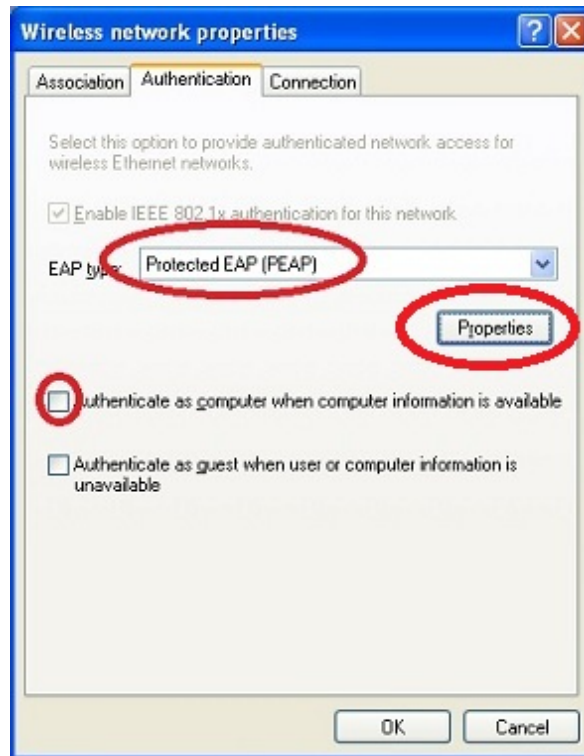 Wireless network properties
Association Authentication Connection
Select this option to provide authenticated network access for
wireless Ethernet networks.
Enable IEEE 802.1x authentication for this network
EAP type: Protected EAP (PEAP)
Properties
Authenticate as computer when computer information is available
Authenticate as guest when user or computer information is
unavailable
OK Cancel